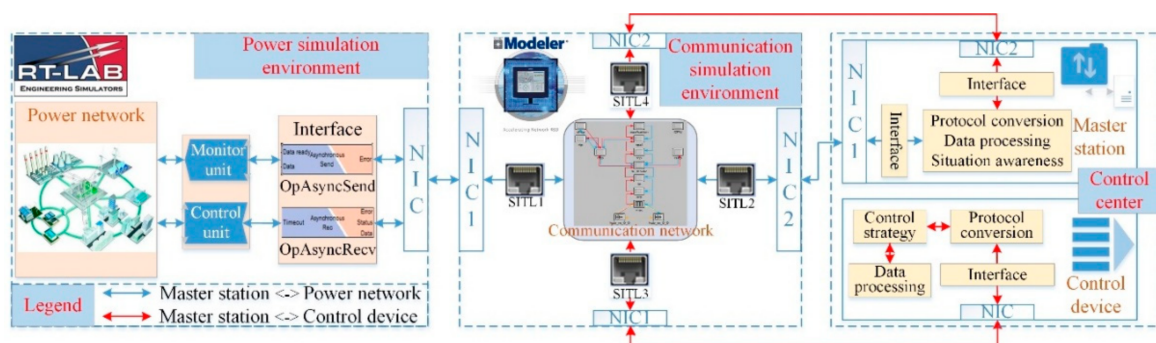 RT-LAB
ENGINEERING SIMULATORS
Power simulation
environment
Power network
Monitor
unit
Control
unit
Interface
Data ready
Data
Asynchronous
Send
Error
OpAsyncSend
Timeout
Asynchronous
Error
Status
Data
OpAsyncRecv
NIC
Legend
Master station <-> Power network
Master station <-> Control device
Modeler
NIC2
Communication
simulation
environment
SITL4
NIC1
SITL1
SITL2
NIC2
Communication network
SITL3
NIC1
NIC1
NIC2
Interface
Interface
Protocol conversion
Data processing
Situation awareness
Master
station
Control
center
Control
strategy
Protocol
conversion
Data
processing
Interface
Control
device
NIC